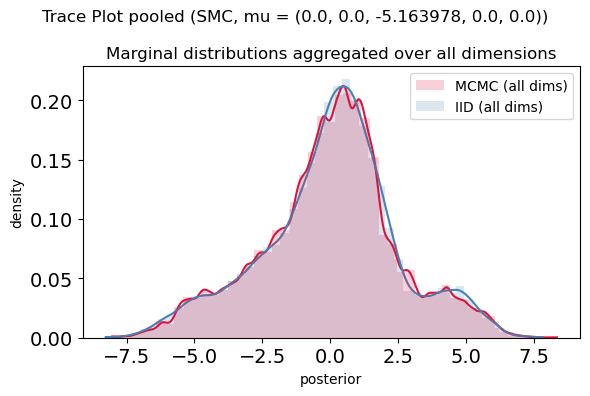 Trace Plot pooled (SMC, mu = (0.0, 0.0, -5.163978, 0.0, 0.0))
Marginal distributions aggregated over all dimensions
MCMC (all dims)
IID (all dims)
density
0.20
0.15
0.10
0.05
0.00
−7.5 −5.0 −2.5 0.0 2.5 5.0 7.5
posterior